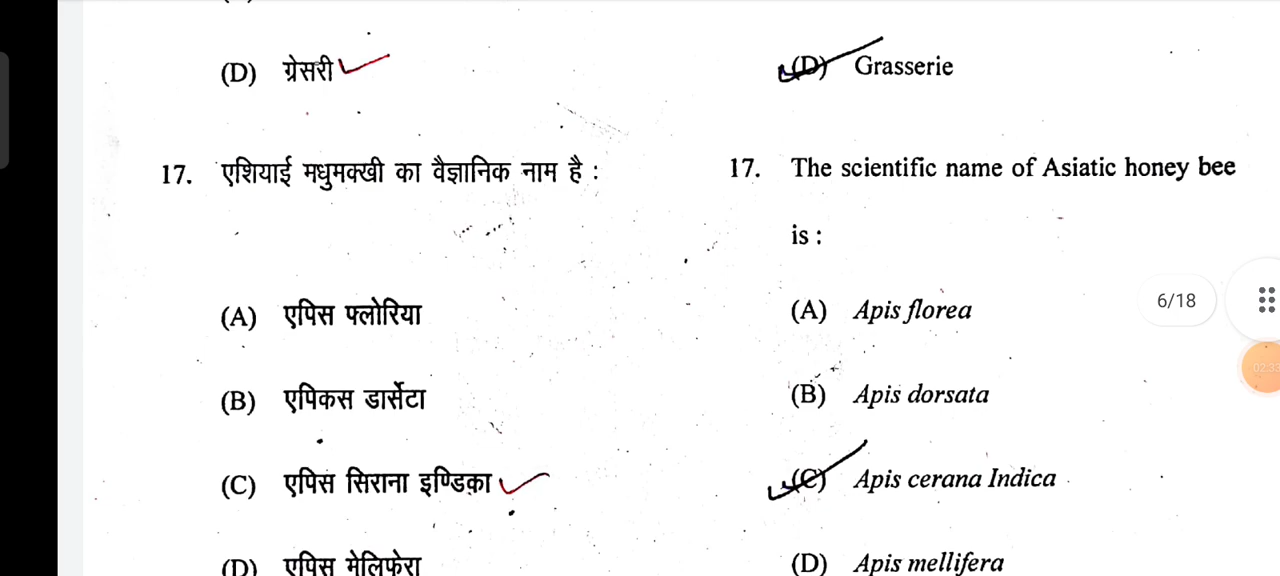 (D) ग्रेसरी
(D) Grasserie
17. एशियाई मधुमक्खी का वैज्ञानिक नाम है :
17. The scientific name of Asiatic honey bee
is :
(A) एपिस फ्लोरिया
(A) Apis florea
(B) एपिकस डार्सेटा
(B) Apis dorsata
(C) एपिस सिराना इण्डिका
(C) Apis cerana Indica
(D) एपिस मेलिफेरा
(D) Apis mellifera
6/18